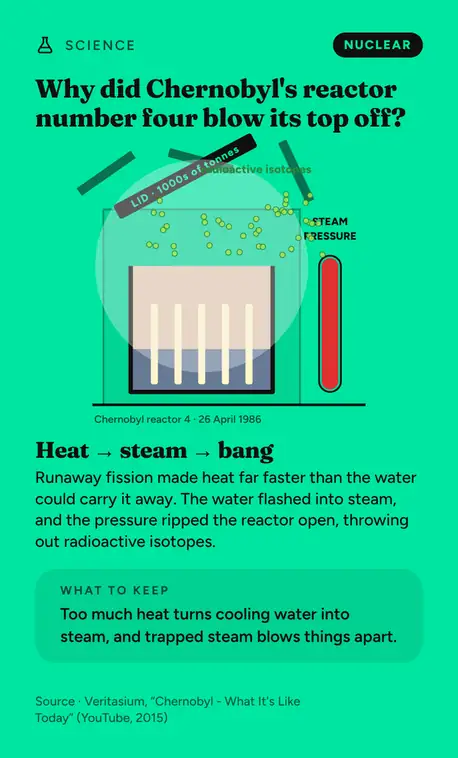 SCIENCE
NUCLEAR
Why did Chernobyl's reactor
number four blow its top off?
LID · 1000s of tonnes
radioactive isotopes
STEAM
PRESSURE
Chernobyl reactor 4 · 26 April 1986
Heat → steam → bang
Runaway fission made heat far faster than the water
could carry it away. The water flashed into steam,
and the pressure ripped the reactor open, throwing
out radioactive isotopes.
WHAT TO KEEP
Too much heat turns cooling water into
steam, and trapped steam blows things apart.
Source · Veritasium, “Chernobyl - What It's Like
Today” (YouTube, 2015)